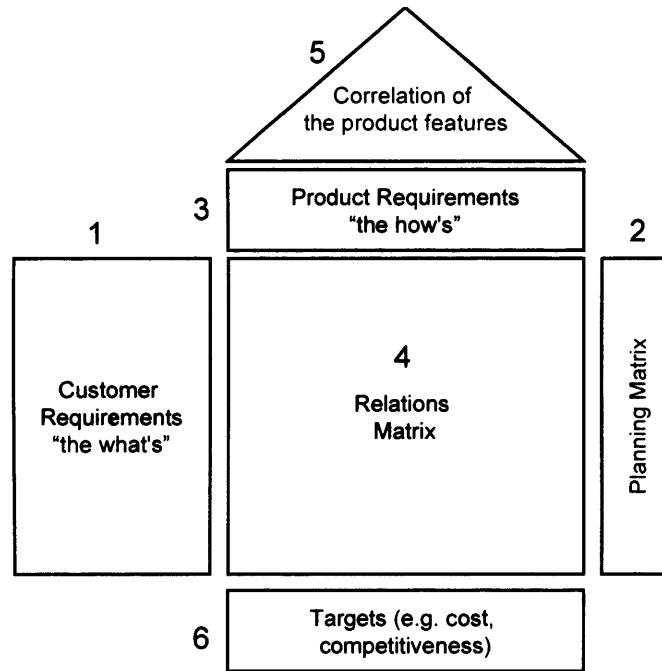 5
Correlation of
the product features
3
Product Requirements
“the how's”
1
2
Customer
Requirements
“the what's”
4
Relations
Matrix
Planning Matrix
6
Targets (e.g. cost,
competitiveness)